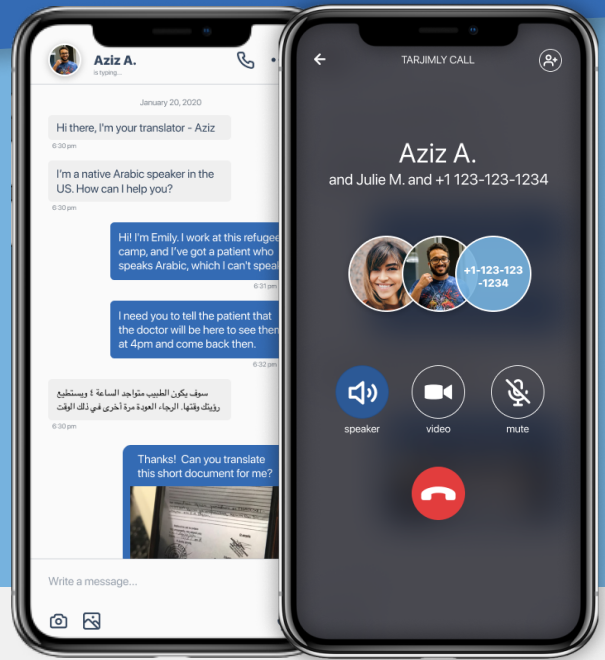 Aziz A.
is typing...
January 20, 2020
Hi there, I'm your translator - Aziz
6:30 pm
I'm a native Arabic speaker in the
US. How can I help you?
6:30 pm
Hi! I'm Emily. I work at this refugee
camp, and I've got a patient who
speaks Arabic, which I can't speak
6:31 pm
I need you to tell the patient that
the doctor will be here to see them
at 4pm and come back then.
6:32 pm
سوف يكون الطبيب متواجد الساعة ٤ ويستطيع
رؤيتك وقتها. الرجاء العودة مرة أخرى في ذلك الوقت
6:30 pm
Thanks! Can you translate
this short document for me?
Write a message...
TARJIMLY CALL
Aziz A.
and Julie M. and +1 123-123-1234
+1-123-123
-1234
speaker
video
mute